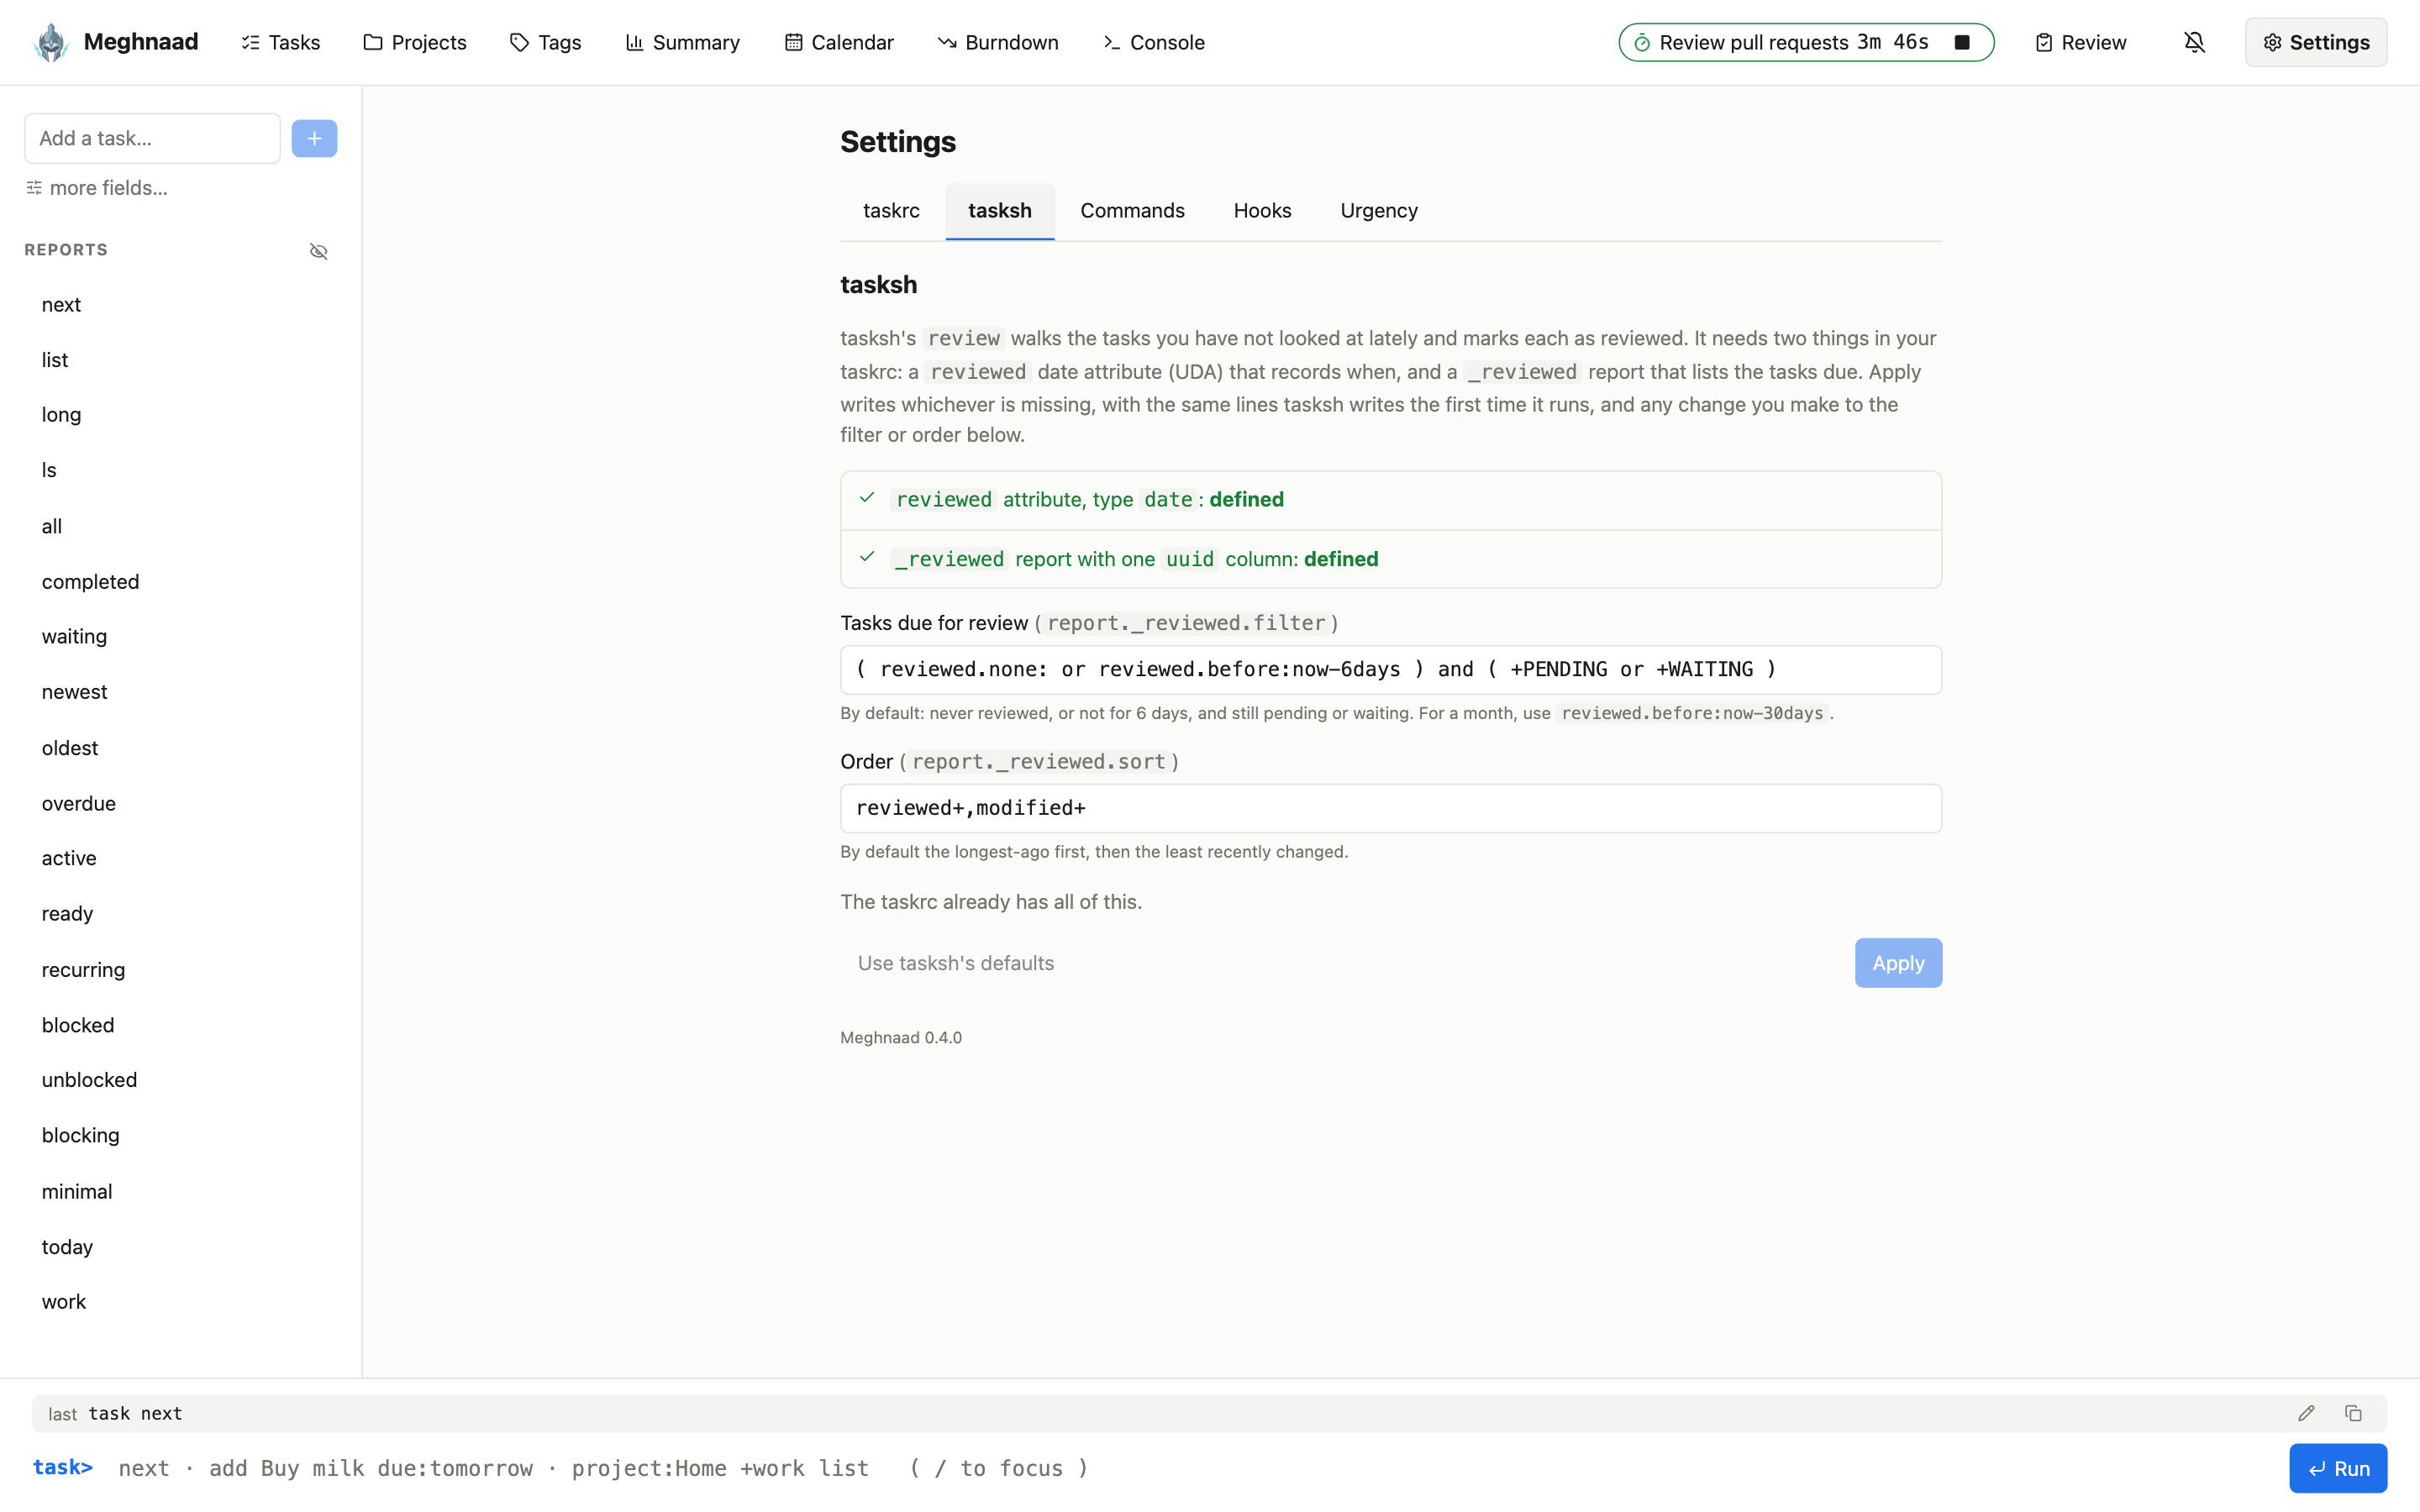 Meghnaad
Tasks
Projects
Tags
Summary
Calendar
Burndown
Console
Review pull requests 3m 46s
Review
Settings
Add a task...
+
more fields...
REPORTS
next
list
long
ls
all
completed
waiting
newest
oldest
overdue
active
ready
recurring
blocked
unblocked
blocking
minimal
today
work
Settings
taskrc
tasksh
Commands
Hooks
Urgency
tasksh
tasksh's review walks the tasks you have not looked at lately and marks each as reviewed. It needs two things in your
taskrc: a reviewed date attribute (UDA) that records when, and a _reviewed report that lists the tasks due. Apply
writes whichever is missing, with the same lines tasksh writes the first time it runs, and any change you make to the
filter or order below.
reviewed attribute, type date: defined
_reviewed report with one uuid column: defined
Tasks due for review (report._reviewed.filter)
( reviewed.none: or reviewed.before:now-6days ) and ( +PENDING or +WAITING )
By default: never reviewed, or not for 6 days, and still pending or waiting. For a month, use reviewed.before:now-30days.
Order (report._reviewed.sort)
reviewed+,modified+
By default the longest-ago first, then the least recently changed.
The taskrc already has all of this.
Use tasksh's defaults
Apply
Meghnaad 0.4.0
last task next
task> next · add Buy milk due:tomorrow · project:Home +work list ( / to focus )
Run